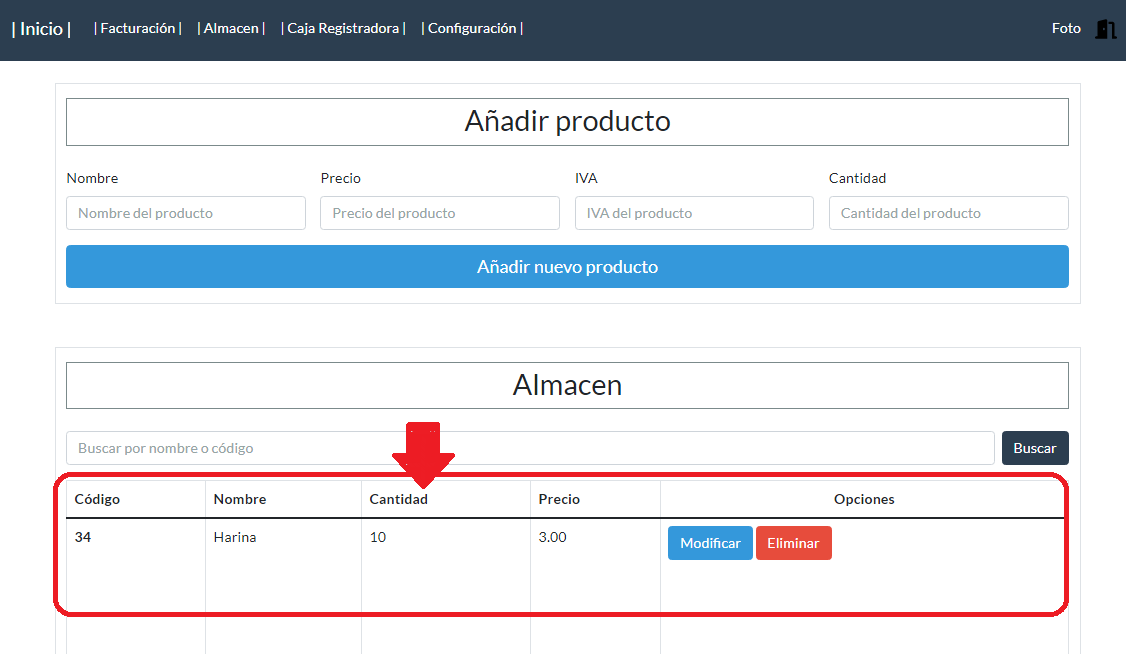 | Inicio | | Facturación | | Almacen | | Caja Registradora | | Configuración | Foto
Añadir producto
Nombre Precio IVA Cantidad
Nombre del producto Precio del producto IVA del producto Cantidad del producto
Añadir nuevo producto
Almacen
Buscar por nombre o código Buscar
Código Nombre Cantidad Precio Opciones
34 Harina 10 3.00 Modificar Eliminar